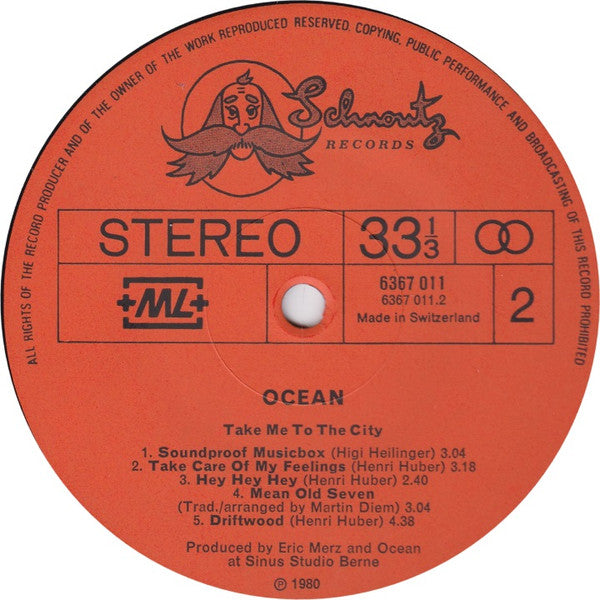 ALL RIGHTS OF THE RECORD PRODUCER AND OF THE OWNER OF THE WORK REPRODUCED RESERVED. COPYING, PUBLIC PERFORMANCE AND BROADCASTING OF THIS RECORD PROHIBITED
Schnoutz
RECORDS
STEREO
33 1/3
+ML+
6367 011
6367 011.2
Made in Switzerland
2
OCEAN
Take Me To The City
1. Soundproof Musicbox (Higi Heilinger) 3.04
2. Take Care Of My Feelings (Henri Huber) 3.18
3. Hey Hey Hey (Henri Huber) 2.40
4. Mean Old Seven
(Trad./arranged by Martin Diem) 3.04
5. Driftwood (Henri Huber) 4.38
Produced by Eric Merz and Ocean
at Sinus Studio Berne
℗ 1980